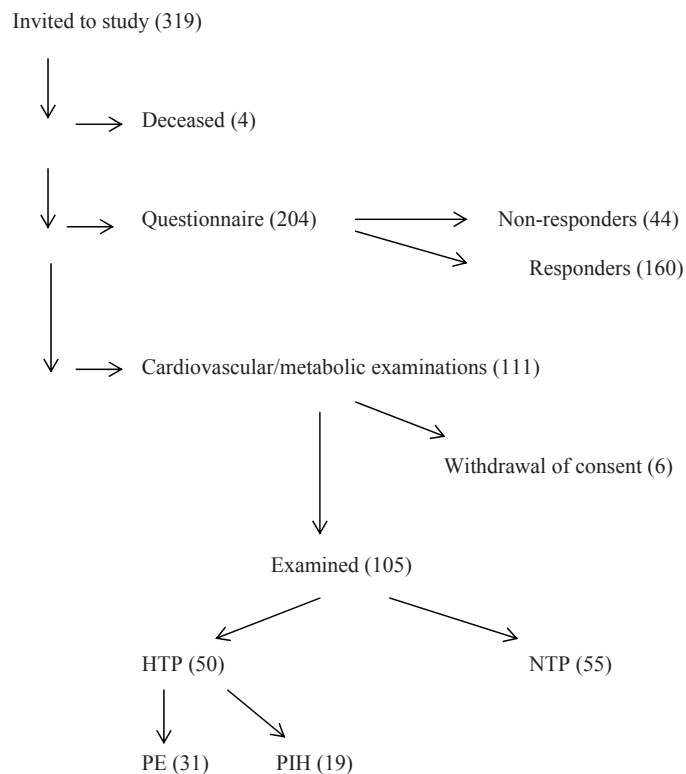 Invited to study (319)
Deceased (4)
Questionnaire (204)
Non-responders (44)
Responders (160)
Cardiovascular/metabolic examinations (111)
Withdrawal of consent (6)
Examined (105)
HTP (50)
NTP (55)
PE (31)
PIH (19)